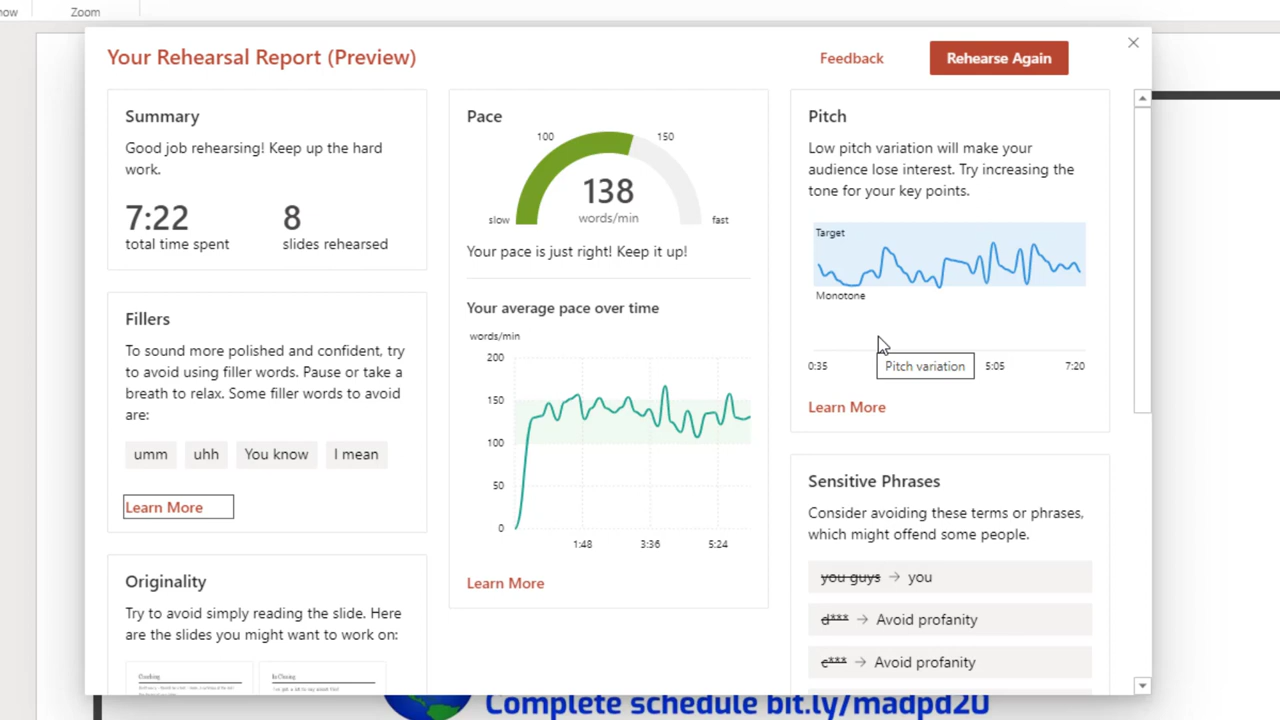 Zoom
Your Rehearsal Report (Preview)
Feedback
Rehearse Again
Summary
Good job rehearsing! Keep up the hard
work.
7:22
total time spent
8
slides rehearsed
Fillers
To sound more polished and confident, try
to avoid using filler words. Pause or take a
breath to relax. Some filler words to avoid
are:
umm
uhh
You know
I mean
Learn More
Originality
Try to avoid simply reading the slide. Here
are the slides you might want to work on:
In Closing
Pace
100
150
138
words/min
slow
fast
Your pace is just right! Keep it up!
Your average pace over time
words/min
200
150
100
50
0
1:48
3:36
5:24
Learn More
Pitch
Low pitch variation will make your
audience lose interest. Try increasing the
tone for your key points.
Target
Monotone
0:35
Pitch variation
5:05
7:20
Learn More
Sensitive Phrases
Consider avoiding these terms or phrases,
which might offend some people.
you guys → you
d*** → Avoid profanity
c*** → Avoid profanity
Complete schedule bit.ly/madpd20